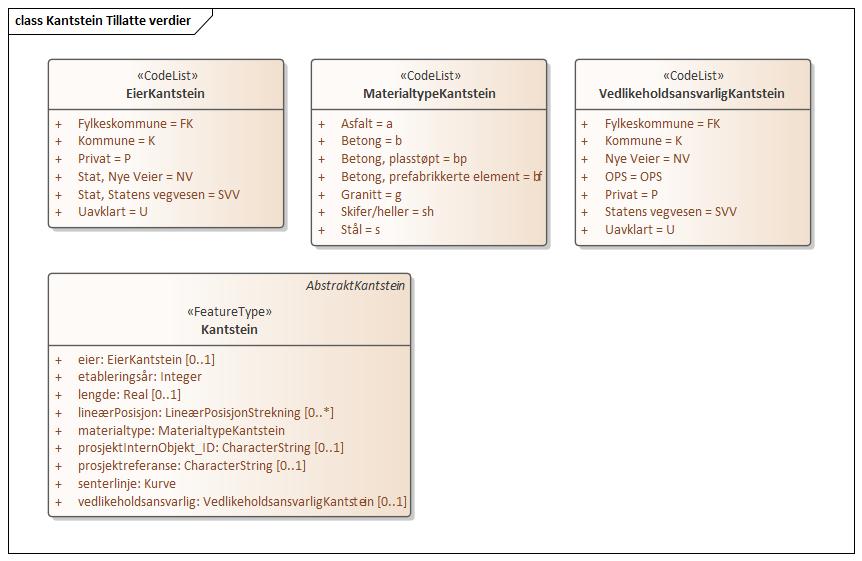 class Kantstein Tillatte verdier
«CodeList»
EierKantstein
+ Fylkeskommune = FK
+ Kommune = K
+ Privat = P
+ Stat, Nye Veier = NV
+ Stat, Statens vegvesen = SVV
+ Uavklart = U
«CodeList»
MaterialtypeKantstein
+ Asfalt = a
+ Betong = b
+ Betong, plasstøpt = bp
+ Betong, prefabrikkerte element = bf
+ Granitt = g
+ Skifer/heller = sh
+ Stål = s
«CodeList»
VedlikeholdsansvarligKantstein
+ Fylkeskommune = FK
+ Kommune = K
+ Nye Veier = NV
+ OPS = OPS
+ Privat = P
+ Statens vegvesen = SVV
+ Uavklart = U
AbstraktKantstein
«FeatureType»
Kantstein
+ eier: EierKantstein [0..1]
+ etableringsår: Integer
+ lengde: Real [0..1]
+ lineærPosisjon: LineærPosisjonStrekning [0..*]
+ materialtype: MaterialtypeKantstein
+ prosjektInternObjekt_ID: CharacterString [0..1]
+ prosjektreferanse: CharacterString [0..1]
+ senterlinje: Kurve
+ vedlikeholdsansvarlig: VedlikeholdsansvarligKantstein [0..1]